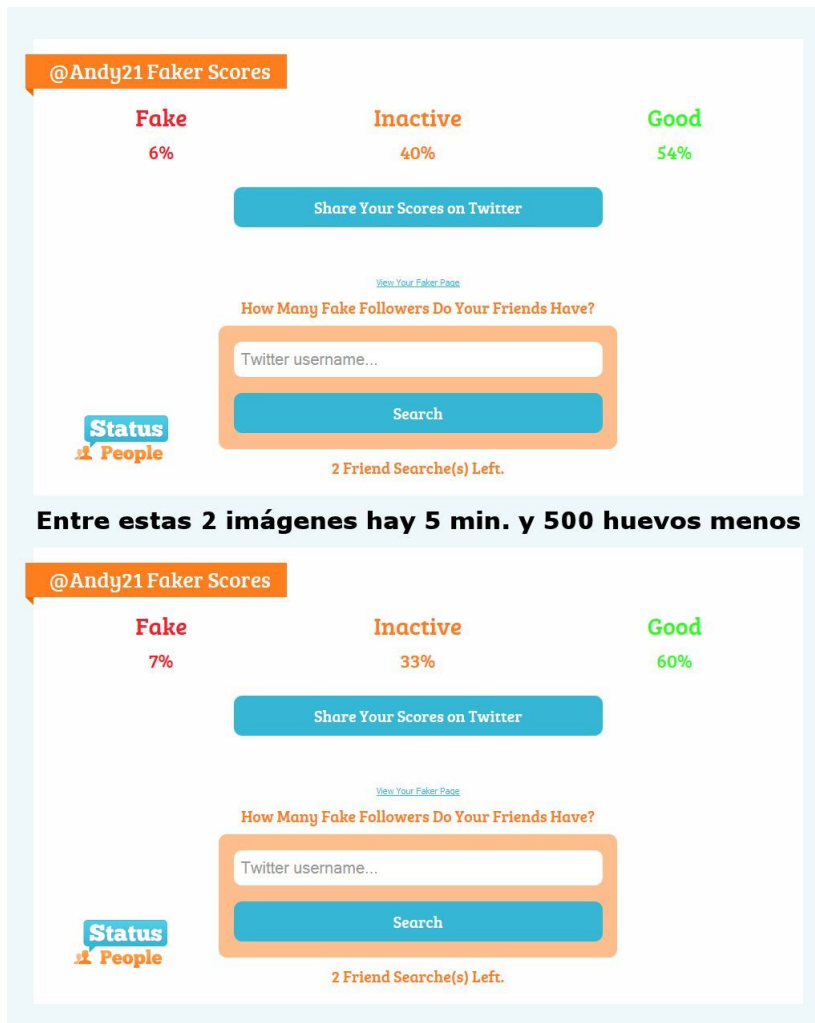 @Andy21 Faker Scores
Fake Inactive Good
6% 40% 54%
Share Your Scores on Twitter
View Your Faker Page
How Many Fake Followers Do Your Friends Have?
Twitter username...
Search
Status
People
2 Friend Searche(s) Left.
Entre estas 2 imágenes hay 5 min. y 500 huevos menos
@Andy21 Faker Scores
Fake Inactive Good
7% 33% 60%
Share Your Scores on Twitter
View Your Faker Page
How Many Fake Followers Do Your Friends Have?
Twitter username...
Search
Status
People
2 Friend Searche(s) Left.